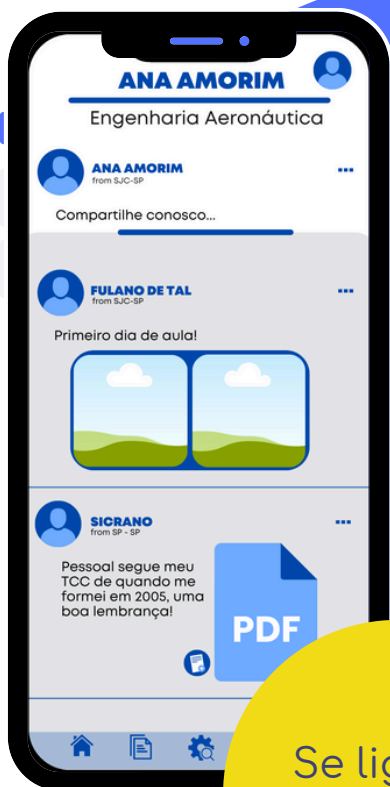 ANA AMORIM
Engenharia Aeronáutica
ANA AMORIM
from SJC-SP
Compartilhe conosco...
FULANO DE TAL
from SJC-SP
Primeiro dia de aula!
SICRANO
from SP - SP
Pessoal segue meu
TCC de quando me
formei em 2005, uma
boa lembrança!
PDF
Se lig